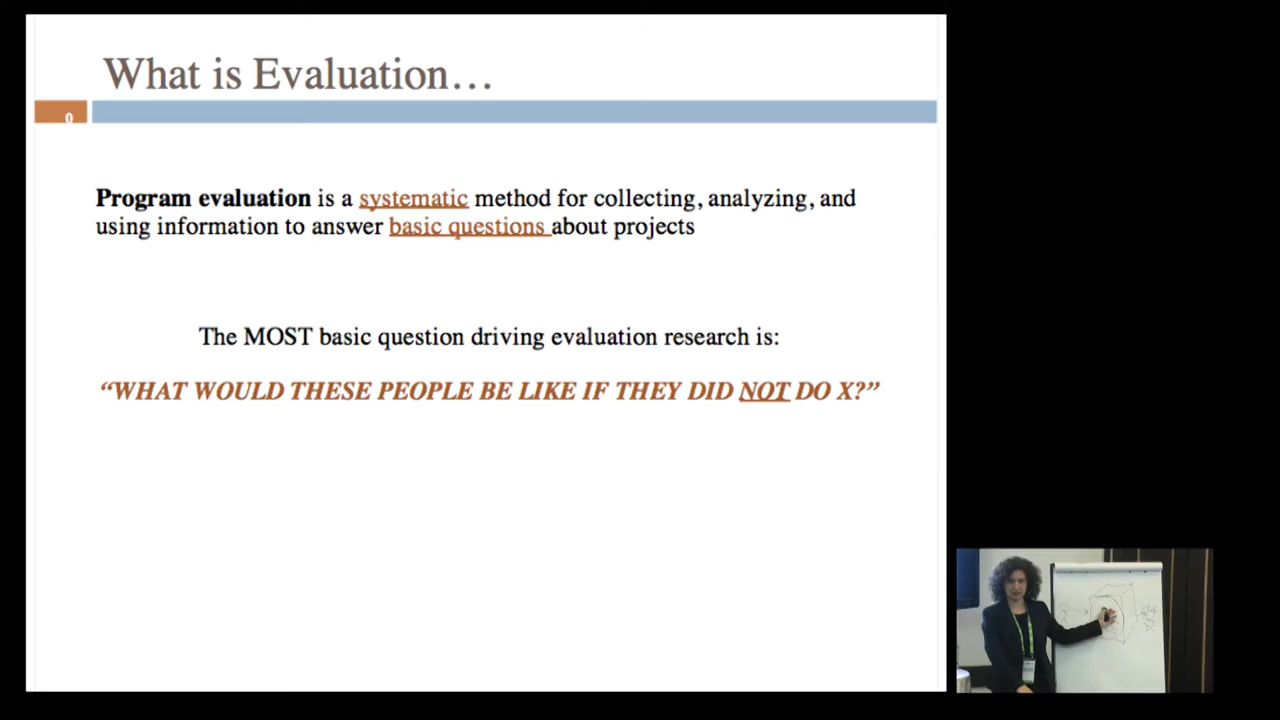 What is Evaluation…
0
Program evaluation is a systematic method for collecting, analyzing, and
using information to answer basic questions about projects
The MOST basic question driving evaluation research is:
“WHAT WOULD THESE PEOPLE BE LIKE IF THEY DID NOT DO X?”